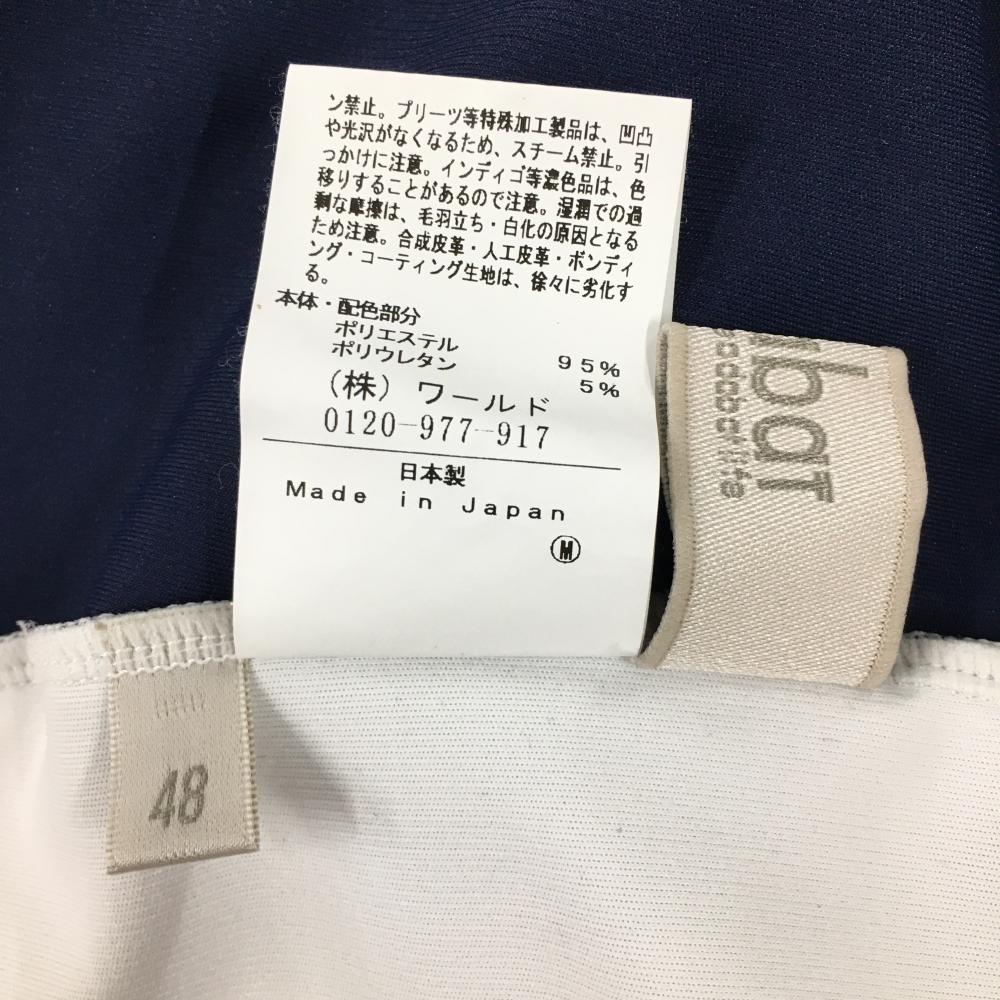 ン禁止。プリーツ等特殊加工製品は、凹凸
や光沢がなくなるため、スチーム禁止。引
っかけに注意。インディゴ等濃色品は、色
移りすることがあるので注意。湿潤での過
剰な摩擦は、毛羽立ち・白化の原因となる
ため注意。合成皮革・人工皮革・ボンディ
ング・コーティング生地は、徐々に劣化す
る。
本体・配色部分
ポリエステル 95%
ポリウレタン 5%
(株) ワールド
0120-977-917
日本製
Made in Japan
M
48